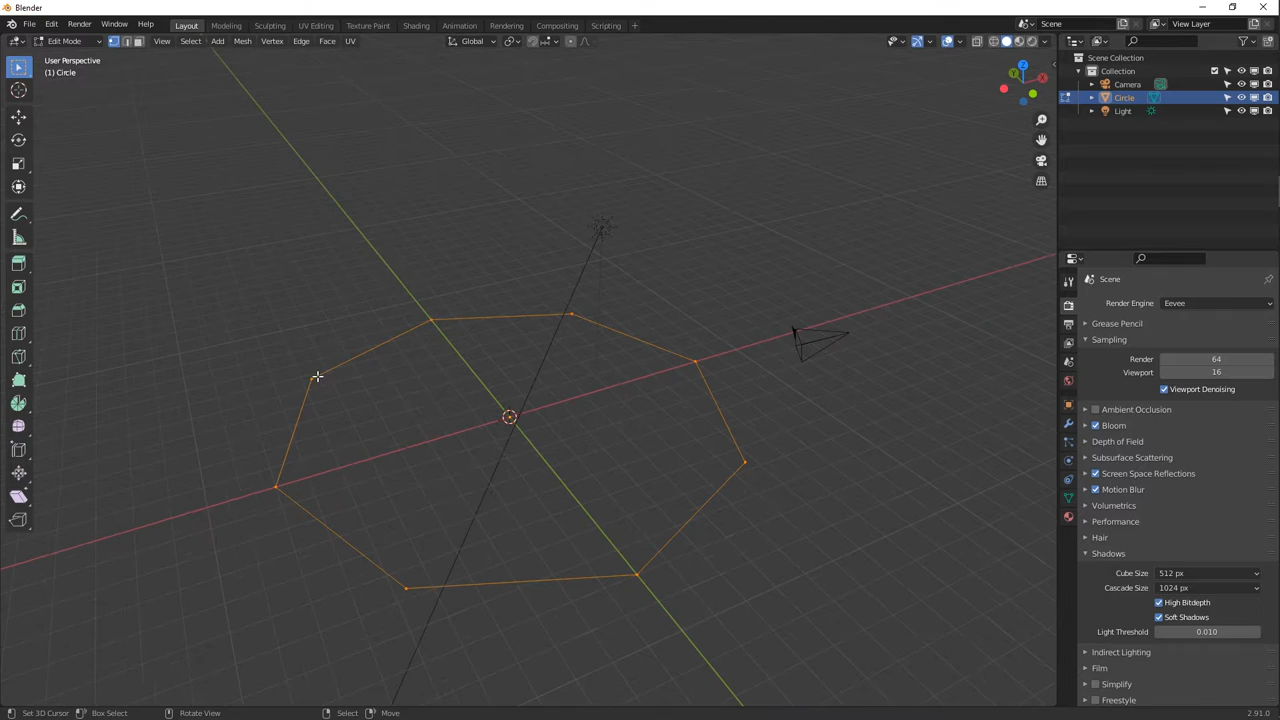 Blender
File Edit Render Window Help Layout Modeling Sculpting UV Editing Texture Paint Shading Animation Rendering Compositing Scripting + Scene View Layer
Edit Mode View Select Add Mesh Vertex Edge Face UV Global
User Perspective
(1) Circle
Z
Y
X
Scene Collection
Collection
Camera
Circle
Light
Scene
Render Engine Eevee
Grease Pencil
Sampling
Render 64
Viewport 16
Viewport Denoising
Ambient Occlusion
Bloom
Depth of Field
Subsurface Scattering
Screen Space Reflections
Motion Blur
Volumetrics
Performance
Hair
Shadows
Cube Size 512 px
Cascade Size 1024 px
High Bitdepth
Soft Shadows
Light Threshold 0.010
Indirect Lighting
Film
Simplify
Freestyle
Set 3D Cursor Box Select Rotate View Select Move 2.91.0